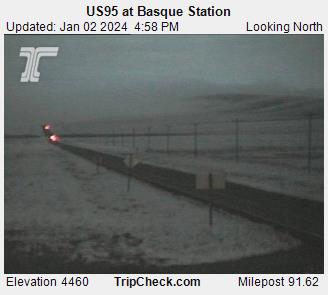 US95 at Basque Station
Updated: Jan 02 2024 4:58 PM Looking North
Elevation 4460 TripCheck.com Milepost 91.62